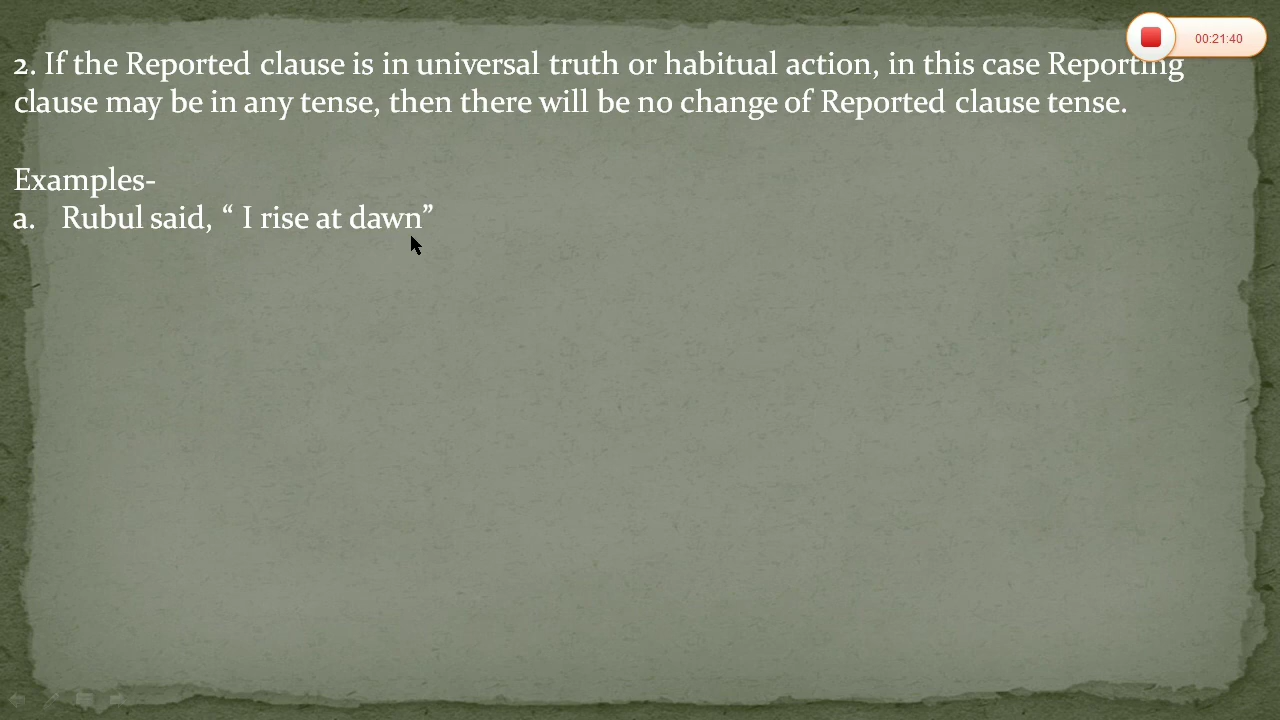 2. If the Reported clause is in universal truth or habitual action, in this case Reporting
clause may be in any tense, then there will be no change of Reported clause tense.
Examples-
a. Rubul said, “ I rise at dawn”
00:21:40